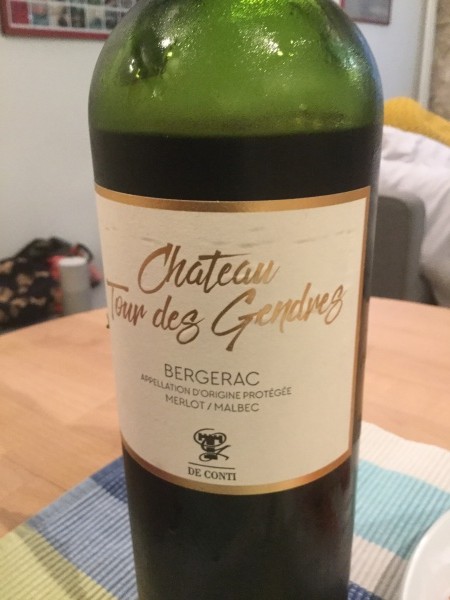 Chateau
Tour des Gendres
BERGERAC
APPELLATION D'ORIGINE PROTÉGÉE
MERLOT / MALBEC
DE CONTI